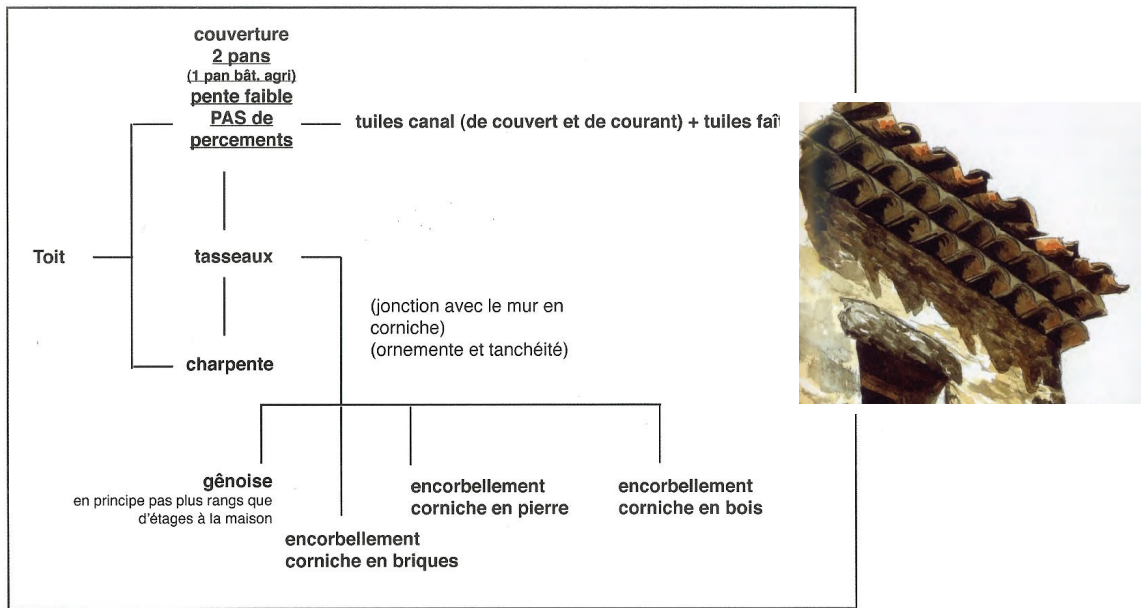 couverture
2 pans
(1 pan bât. agri)
pente faible
PAS de
percements
tuiles canal (de couvert et de courant) + tuiles
Toit
tasseaux
(jonction avec le mur en
corniche)
(ornemente et tanchéité)
charpente
gênoise
en principe pas plus rangs que
d'étages à la maison
encorbellement
corniche en briques
encorbellement
corniche en pierre
encorbellement
corniche en bois